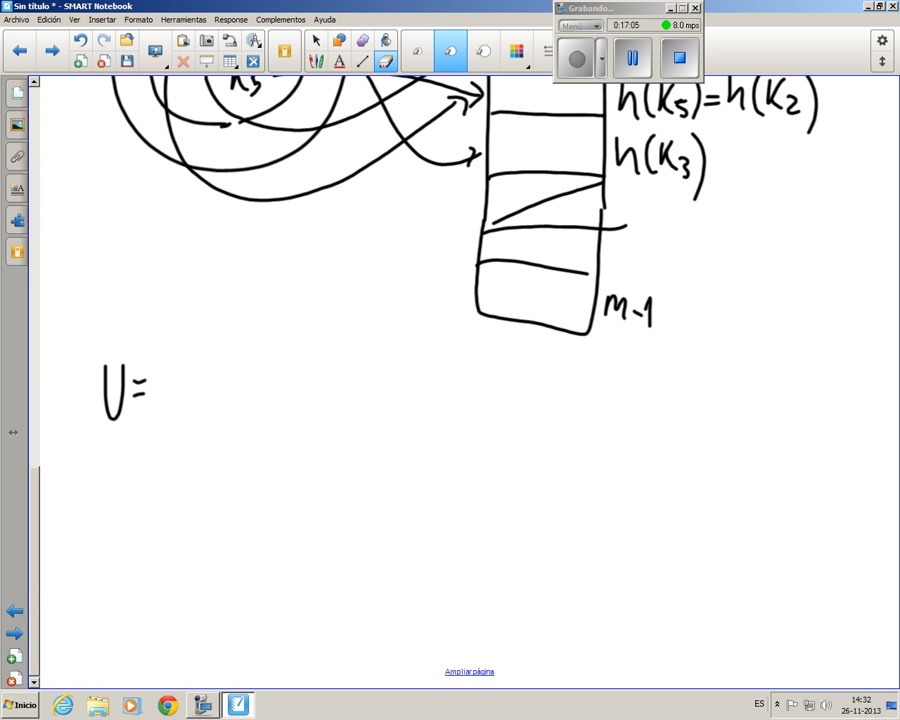 Sin título * - SMART Notebook
Grabando...
Archivo Edición Ver Insertar Formato Herramientas Response Complementos Ayuda
Menú 0:17:05 8.0 mps
K5
h(K5)=h(K2)
h(K3)
m-1
U=
Ampliar página
Inicio
ES 14:32
26-11-2013